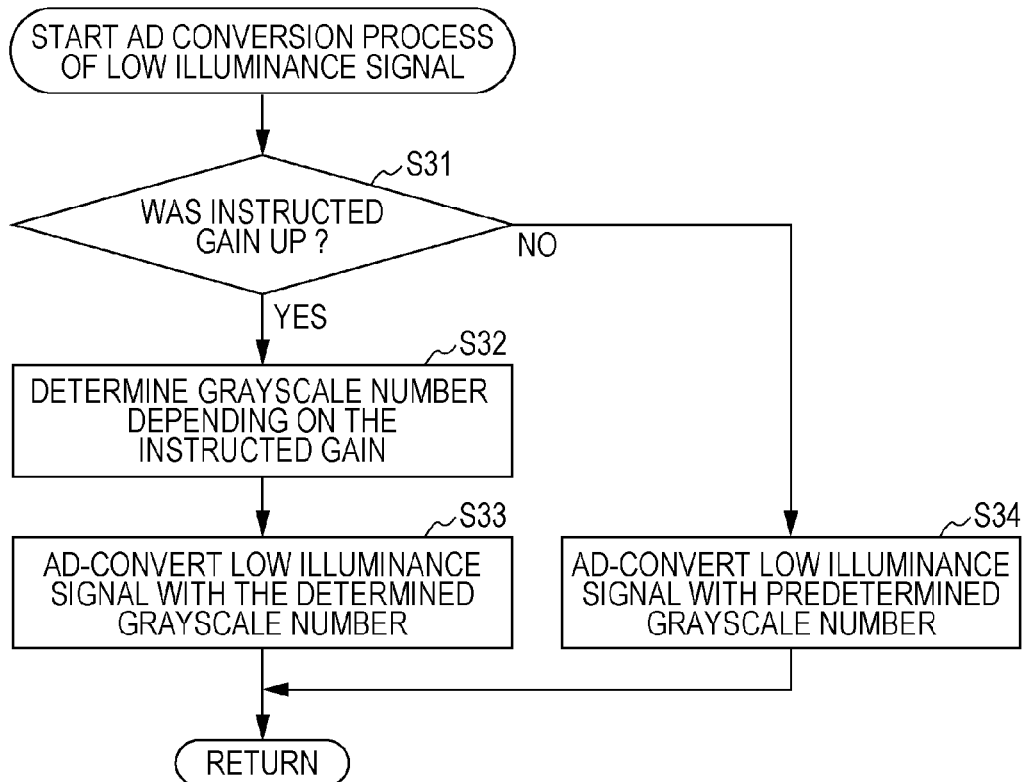 START AD CONVERSION PROCESS
OF LOW ILLUMINANCE SIGNAL
S31
WAS INSTRUCTED
GAIN UP ?
NO
YES
S32
DETERMINE GRAYSCALE NUMBER
DEPENDING ON THE
INSTRUCTED GAIN
S33
AD-CONVERT LOW ILLUMINANCE
SIGNAL WITH THE DETERMINED
GRAYSCALE NUMBER
S34
AD-CONVERT LOW ILLUMINANCE
SIGNAL WITH PREDETERMINED
GRAYSCALE NUMBER
RETURN